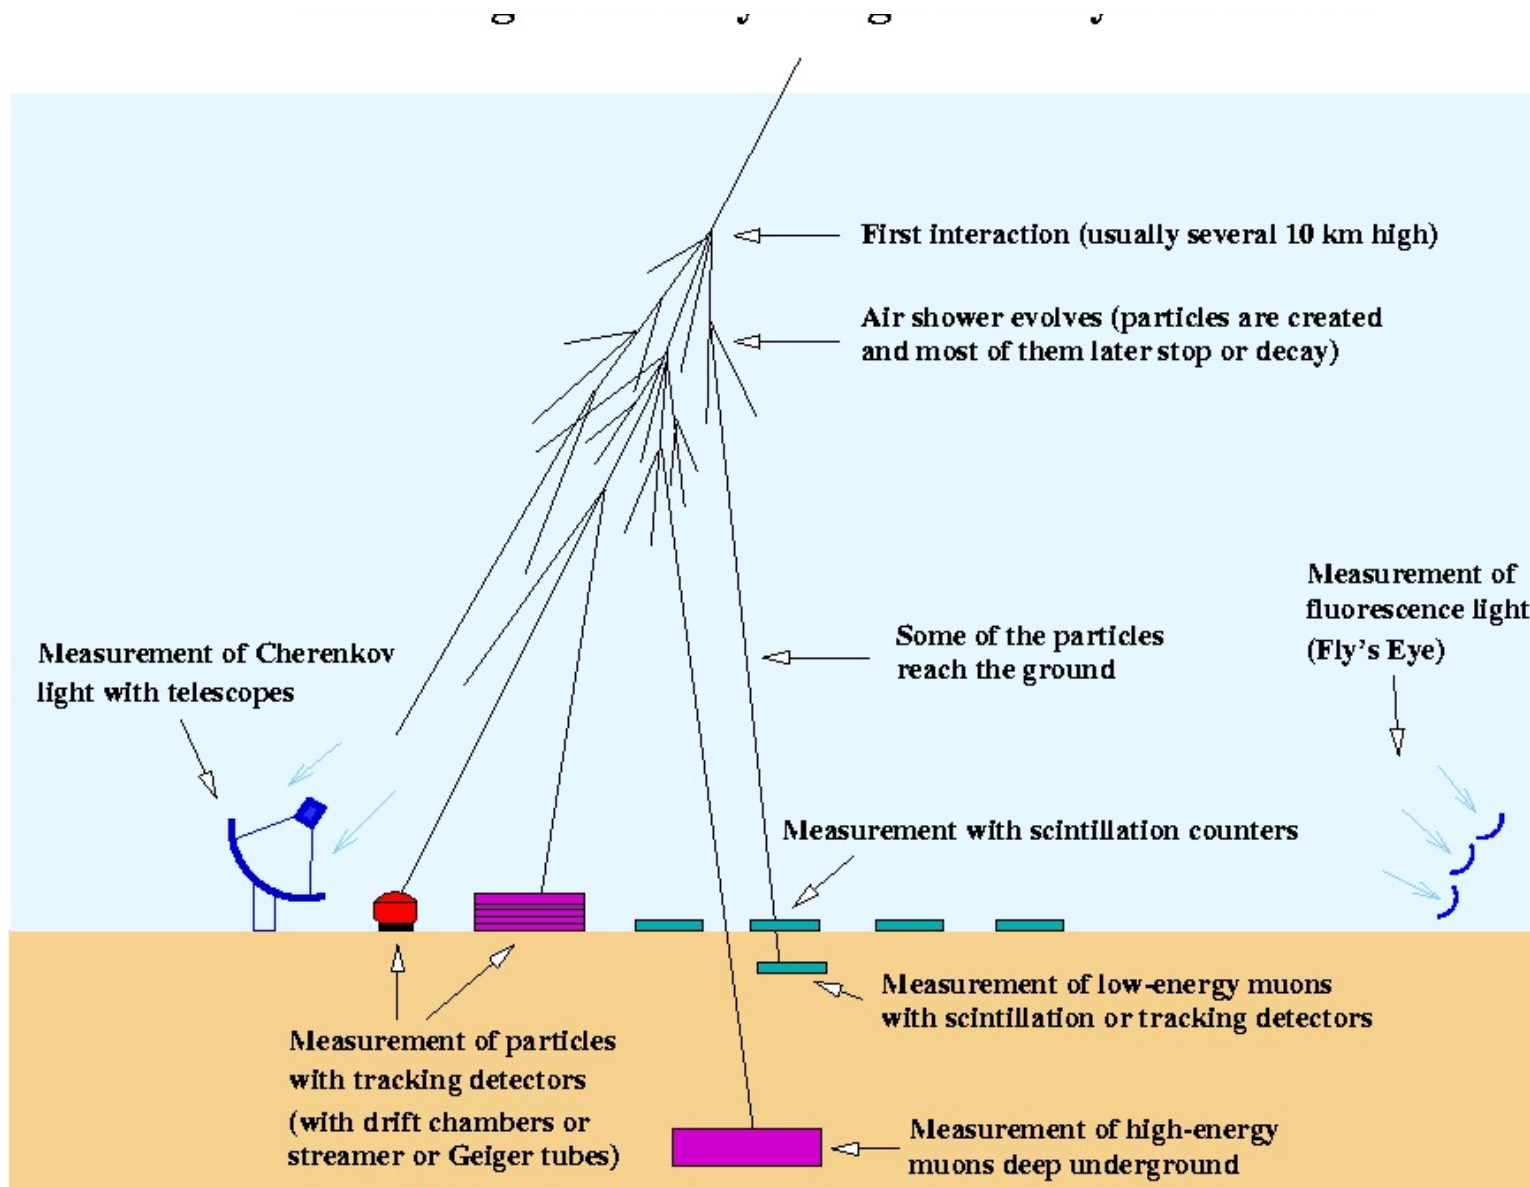 First interaction (usually several 10 km high)
Air shower evolves (particles are created
and most of them later stop or decay)
Measurement of
fluorescence light
(Fly's Eye)
Some of the particles
reach the ground
Measurement of Cherenkov
light with telescopes
Measurement with scintillation counters
Measurement of low-energy muons
with scintillation or tracking detectors
Measurement of particles
with tracking detectors
(with drift chambers or
streamer or Geiger tubes)
Measurement of high-energy
muons deep underground